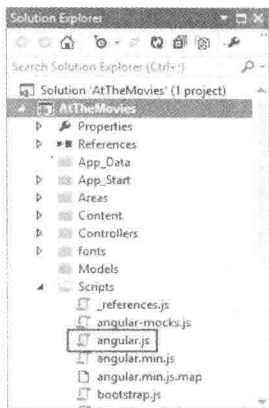 Solution Explorer
Search Solution Explorer (Ctrl+;)
Solution 'AtTheMovies' (1 project)
AtTheMovies
Properties
References
App_Data
App_Start
Areas
Content
Controllers
fonts
Models
Scripts
_references.js
angular-mocks.js
angular.js
angular.min.js
angular.min.js.map
bootstrap.js